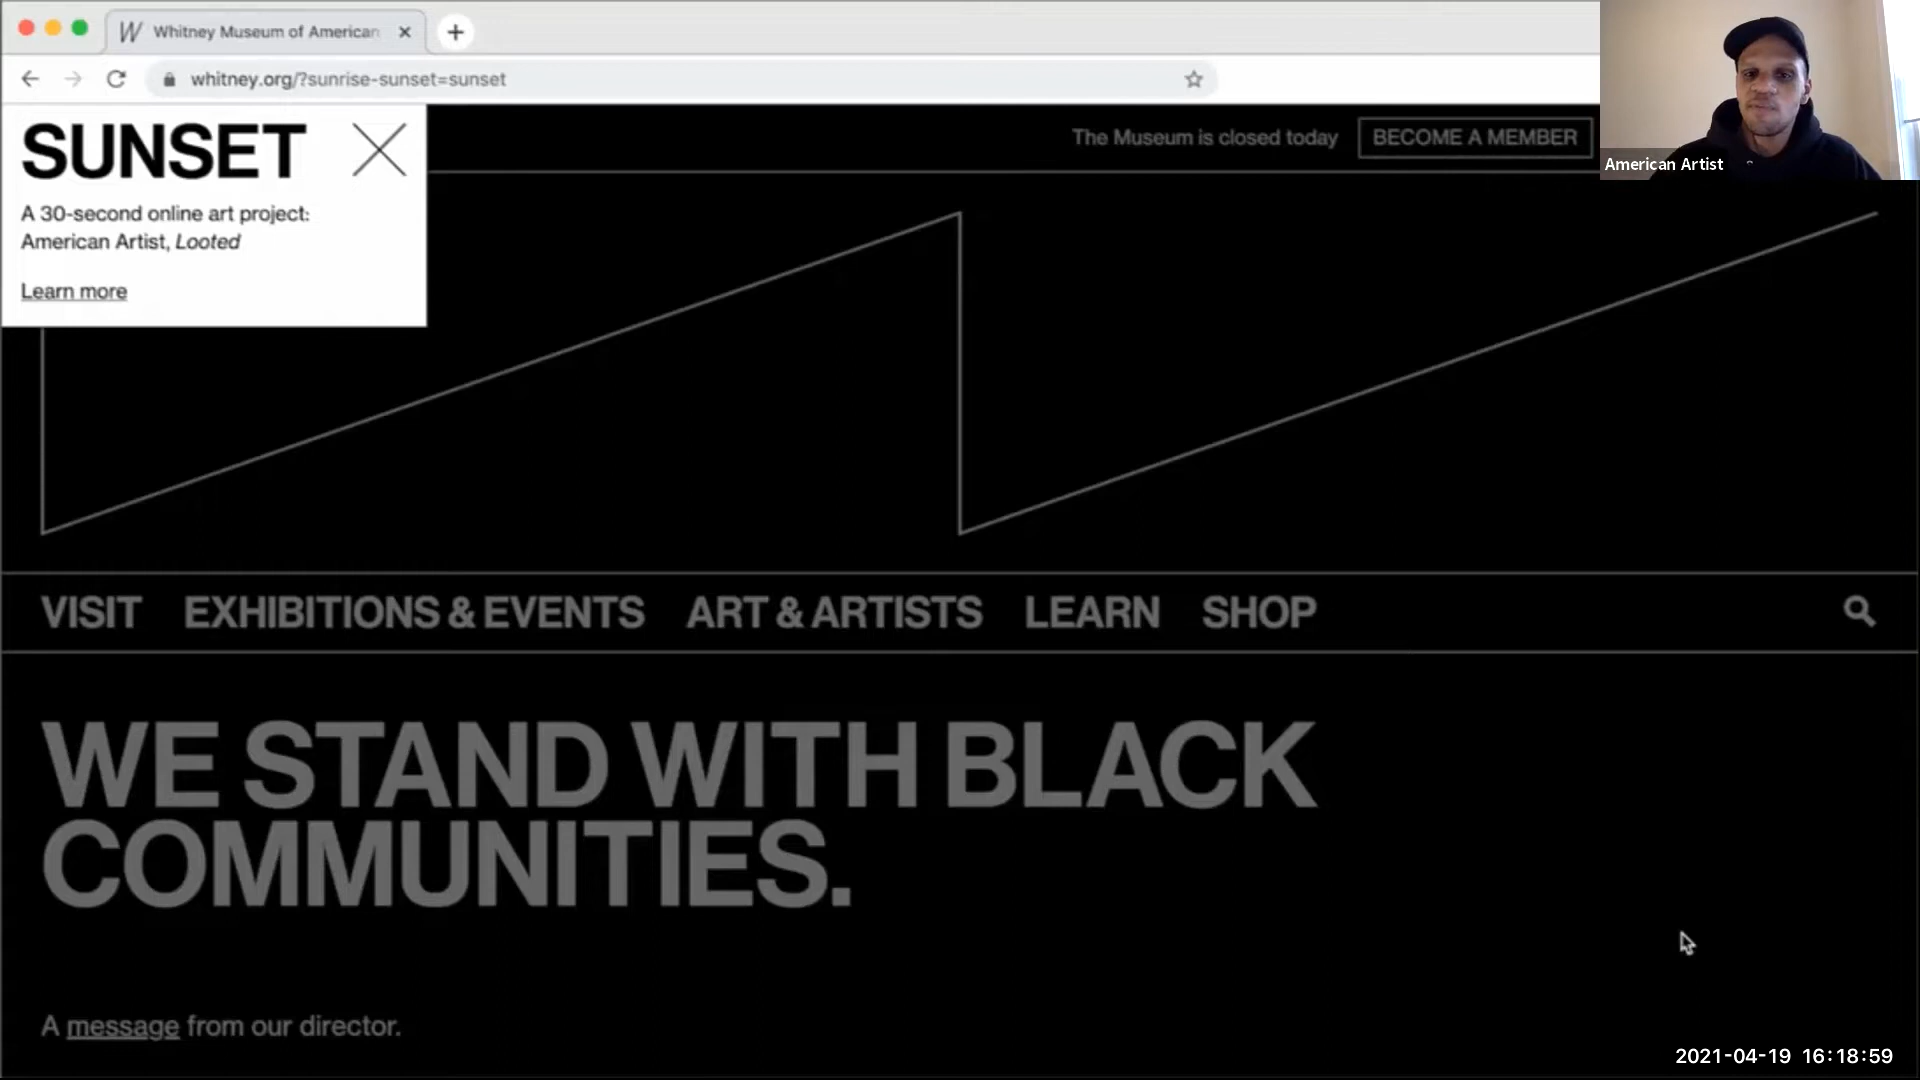 Whitney Museum of American
whitney.org/?sunrise-sunset=sunset
SUNSET
A 30-second online art project:
American Artist, Looted
Learn more
The Museum is closed today
BECOME A MEMBER
American Artist
VISIT EXHIBITIONS & EVENTS ART & ARTISTS LEARN SHOP
WE STAND WITH BLACK
COMMUNITIES.
A message from our director.
2021-04-19 16:18:59